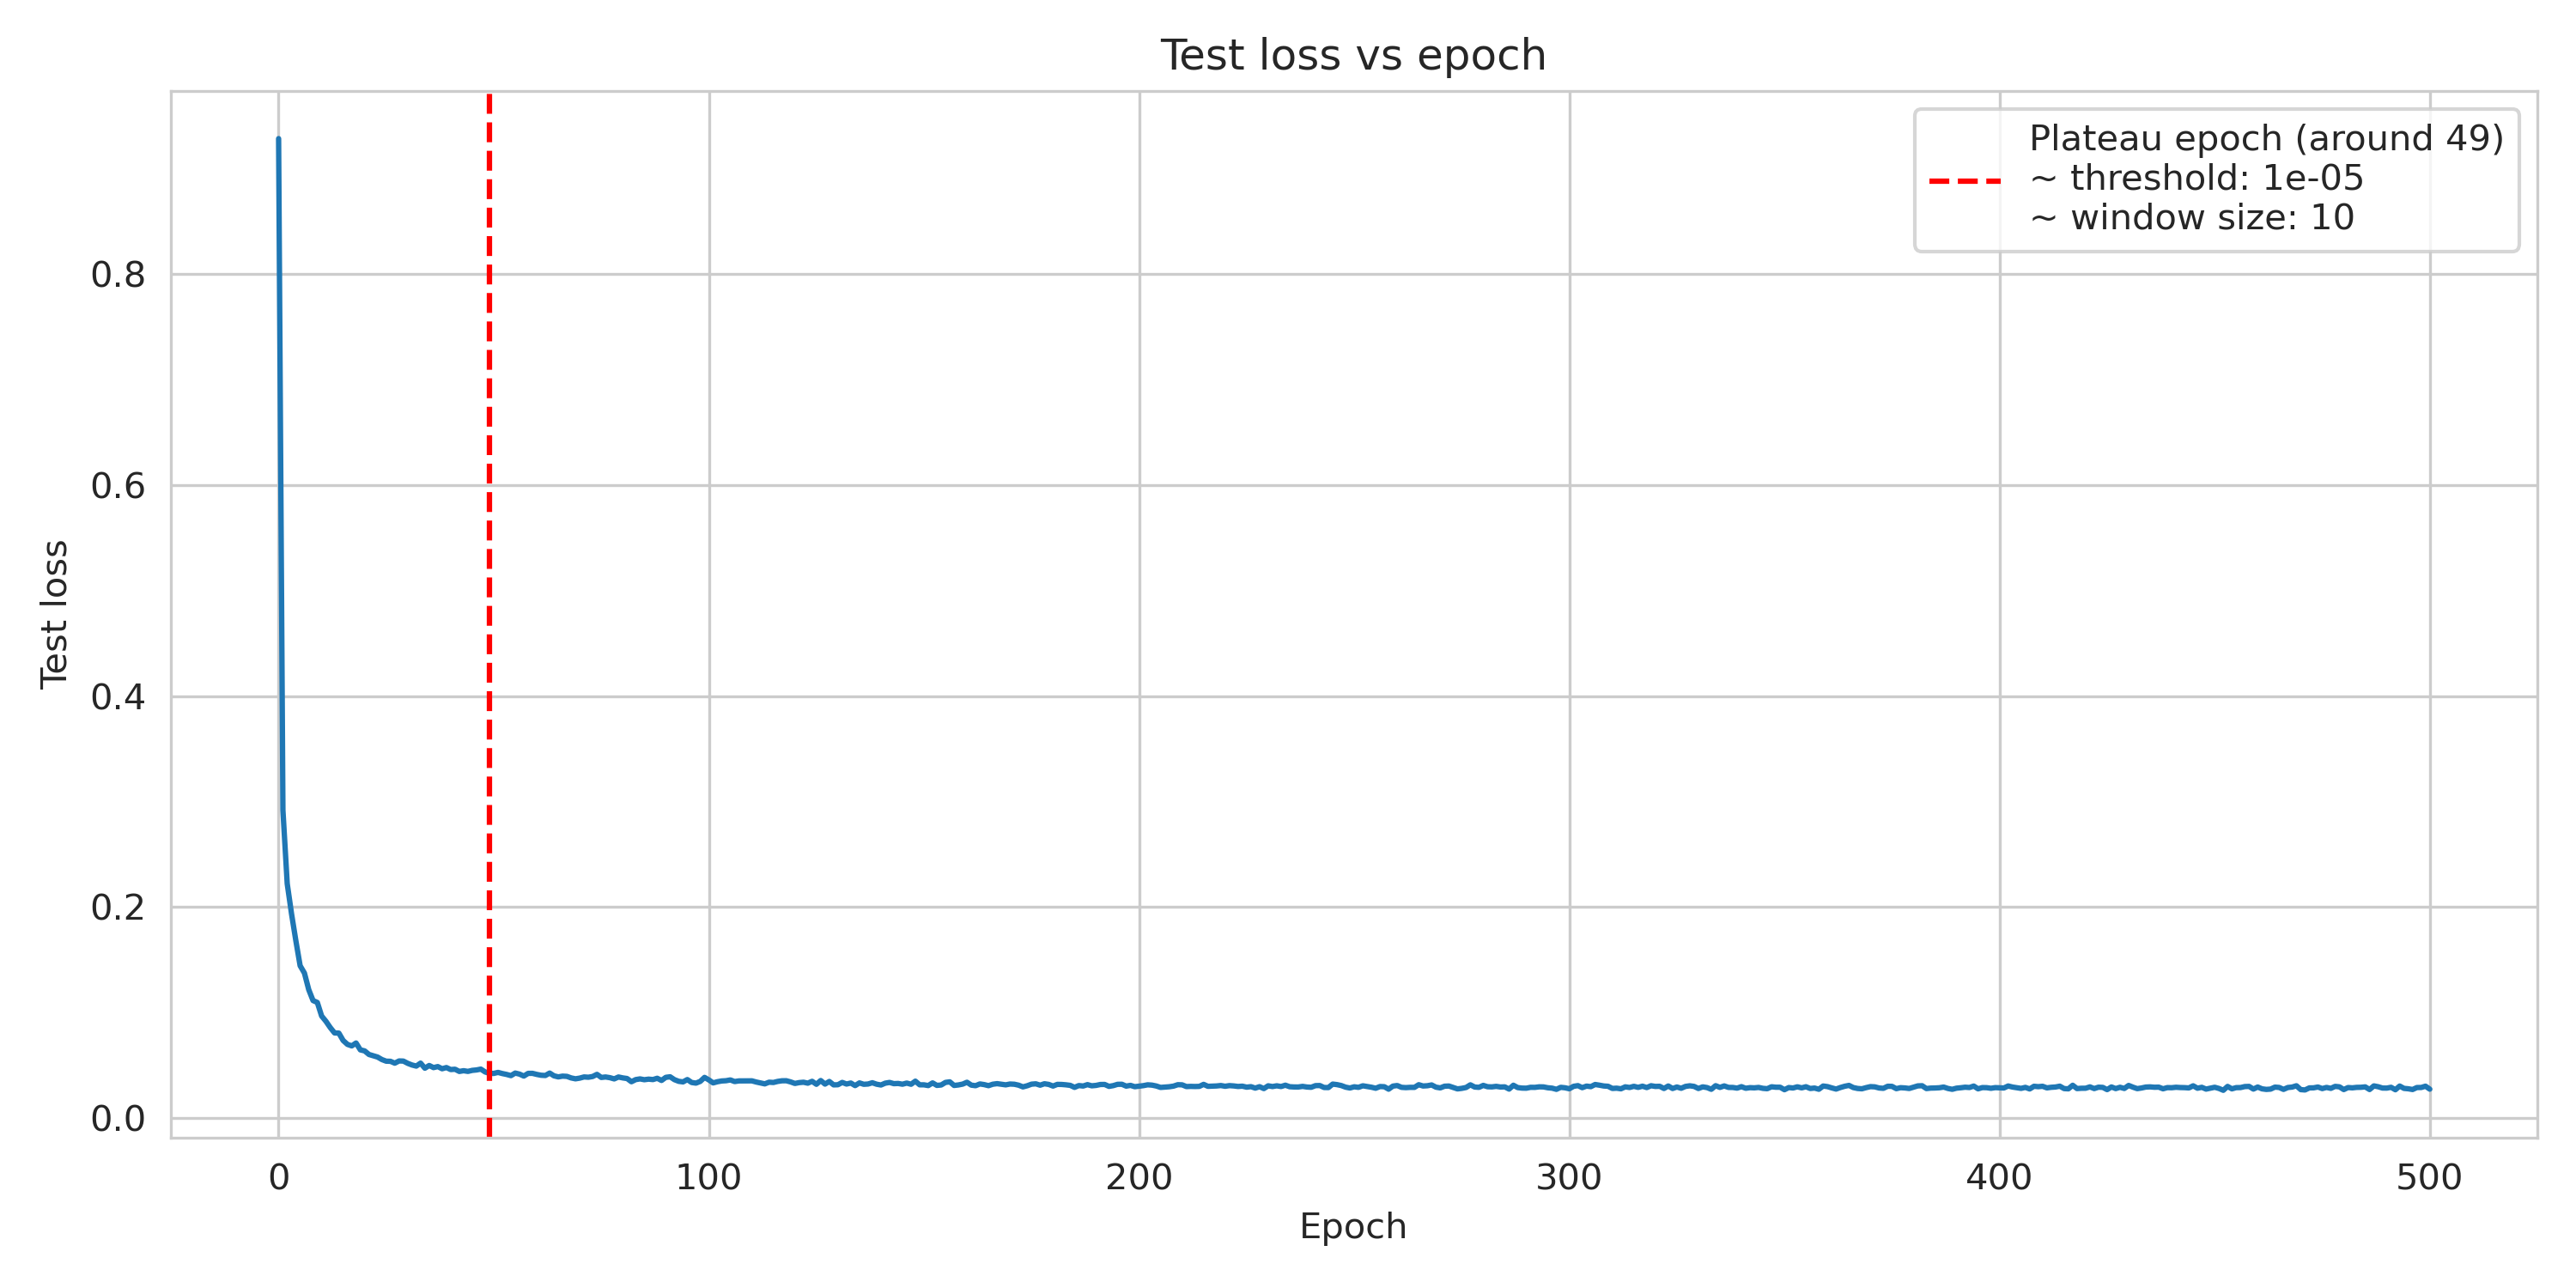 Test loss vs epoch
Plateau epoch (around 49)
~ threshold: 1e-05
~ window size: 10
Test loss
0.8
0.6
0.4
0.2
0.0
0
100
200
300
400
500
Epoch